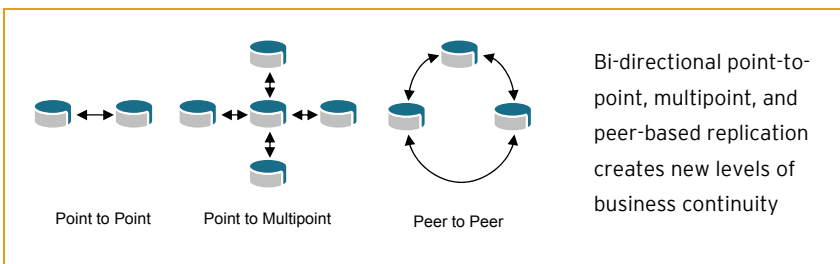 Point to Point
Point to Multipoint
Peer to Peer
Bi-directional point-to-
point, multipoint, and
peer-based replication
creates new levels of
business continuity